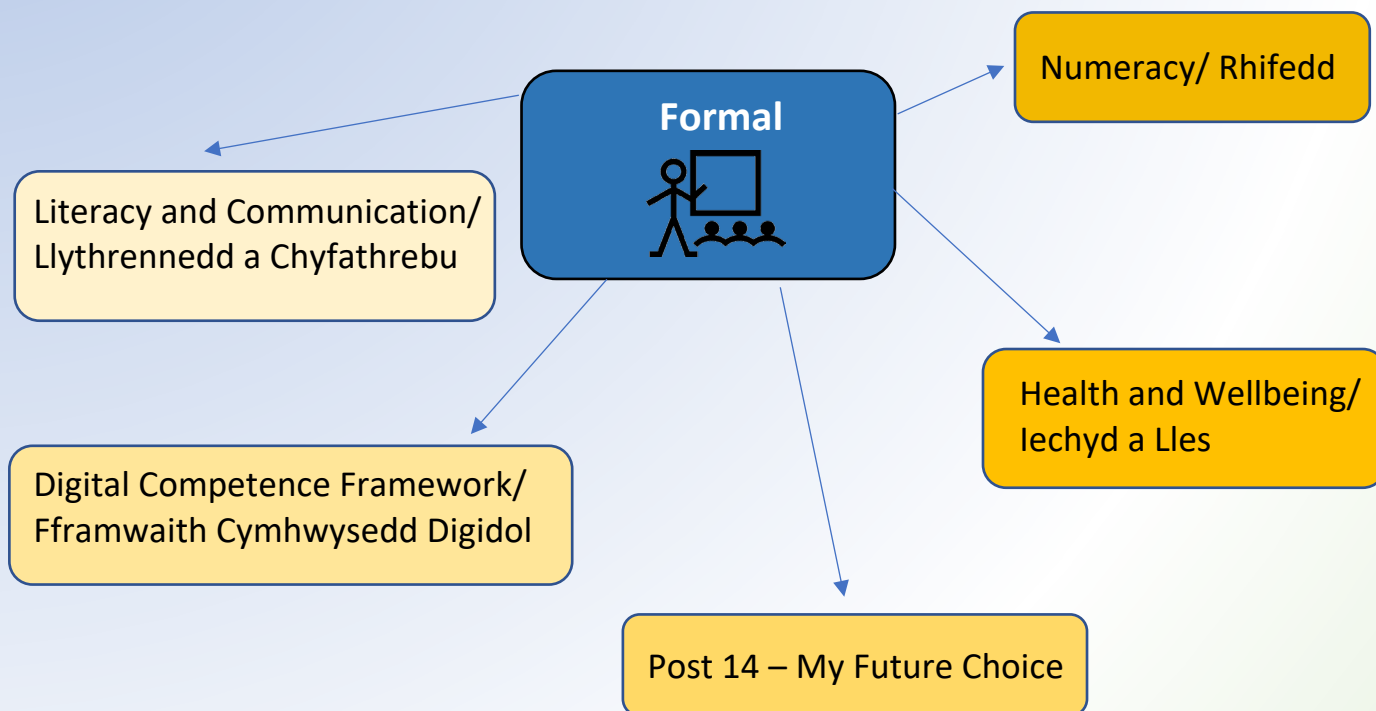 Formal
Numeracy/ Rhifedd
Literacy and Communication/
Llythrennedd a Chyfathrebu
Health and Wellbeing/
Iechyd a Lles
Digital Competence Framework/
Fframwaith Cymhwysedd Digidol
Post 14 – My Future Choice